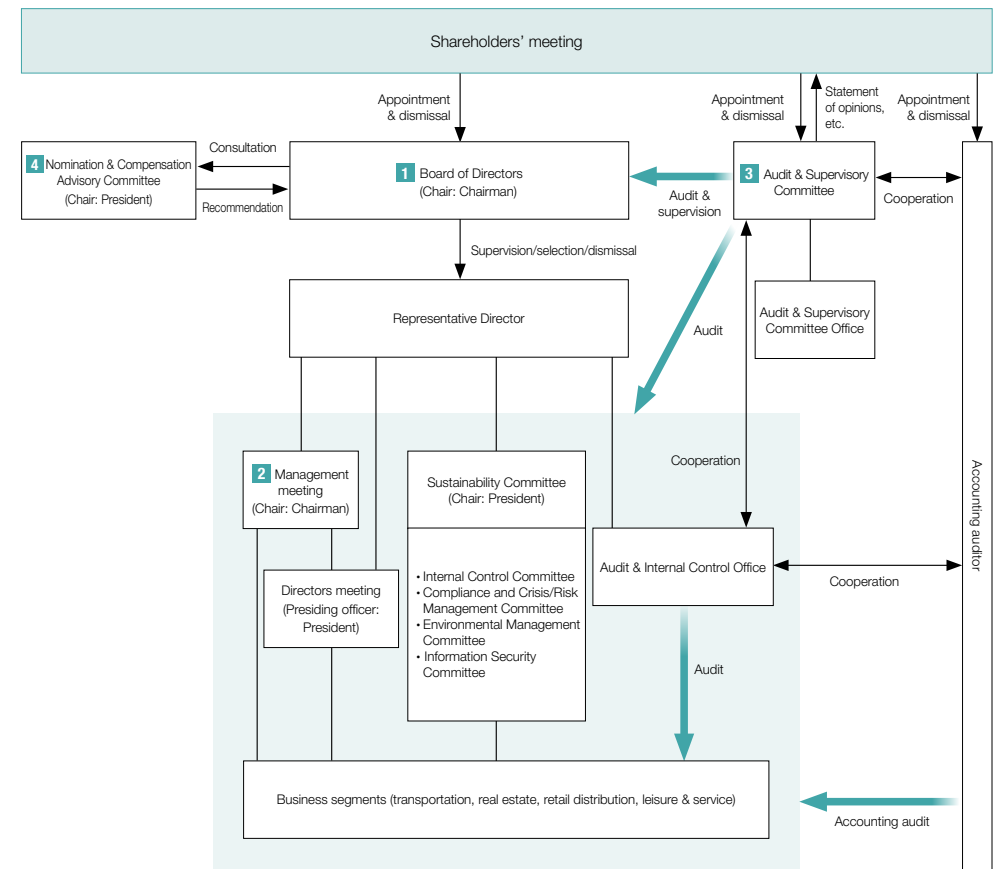 Shareholders' meeting
Appointment
& dismissal
Appointment
& dismissal
Statement
of opinions,
etc.
Appointment
& dismissal
4 Nomination & Compensation
Advisory Committee
(Chair: President)
Consultation
Recommendation
1 Board of Directors
(Chair: Chairman)
Audit &
supervision
3 Audit & Supervisory
Committee
Cooperation
Supervision/selection/dismissal
Representative Director
Audit
Audit & Supervisory
Committee Office
Cooperation
2 Management
meeting
(Chair: Chairman)
Sustainability Committee
(Chair: President)
Directors meeting
(Presiding officer:
President)
• Internal Control Committee
• Compliance and Crisis/Risk
Management Committee
• Environmental Management
Committee
• Information Security
Committee
Audit & Internal Control Office
Cooperation
Accounting auditor
Audit
Business segments (transportation, real estate, retail distribution, leisure & service)
Accounting audit